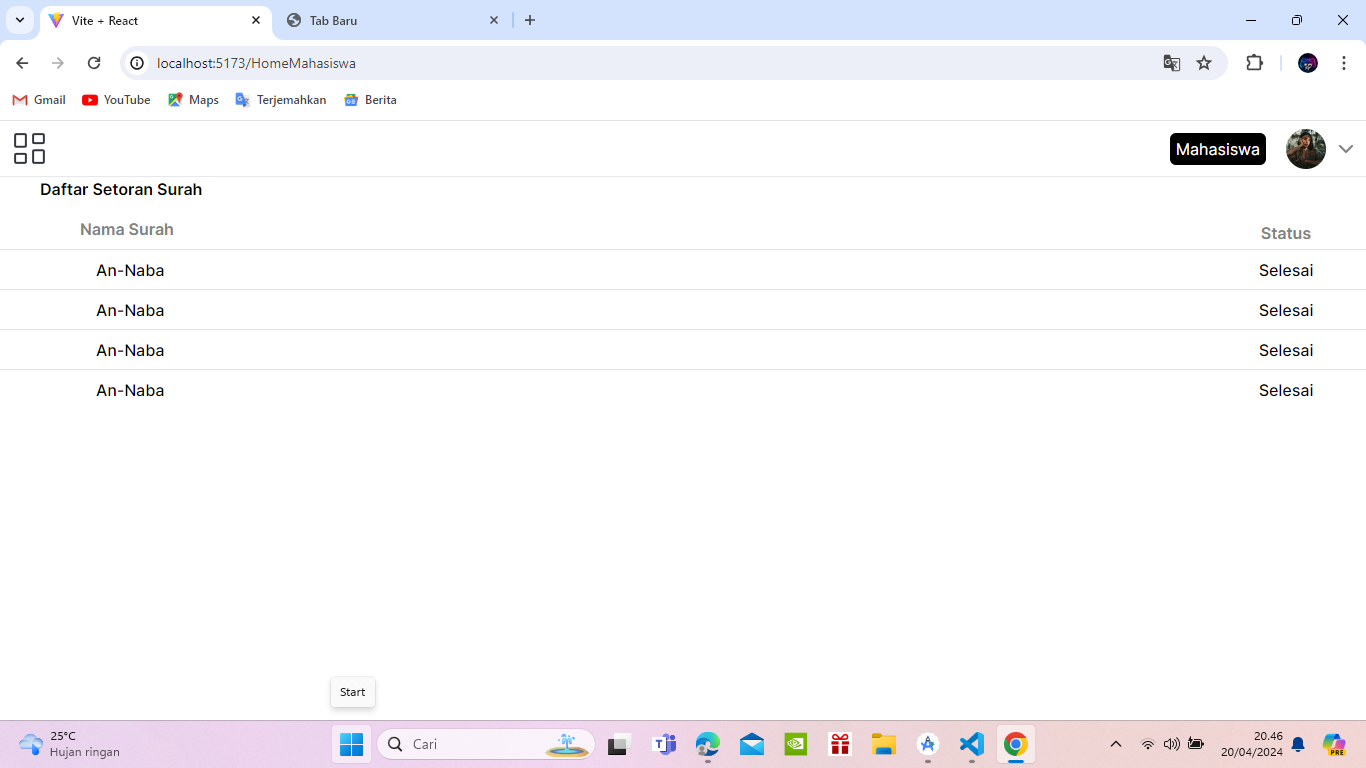 Vite + React
Tab Baru
localhost:5173/HomeMahasiswa
Gmail
YouTube
Maps
Terjemahkan
Berita
Mahasiswa
Daftar Setoran Surah
Nama Surah
Status
An-Naba
Selesai
An-Naba
Selesai
An-Naba
Selesai
An-Naba
Selesai
Start
25°C
Hujan ringan
Cari
20.46
20/04/2024
PRE